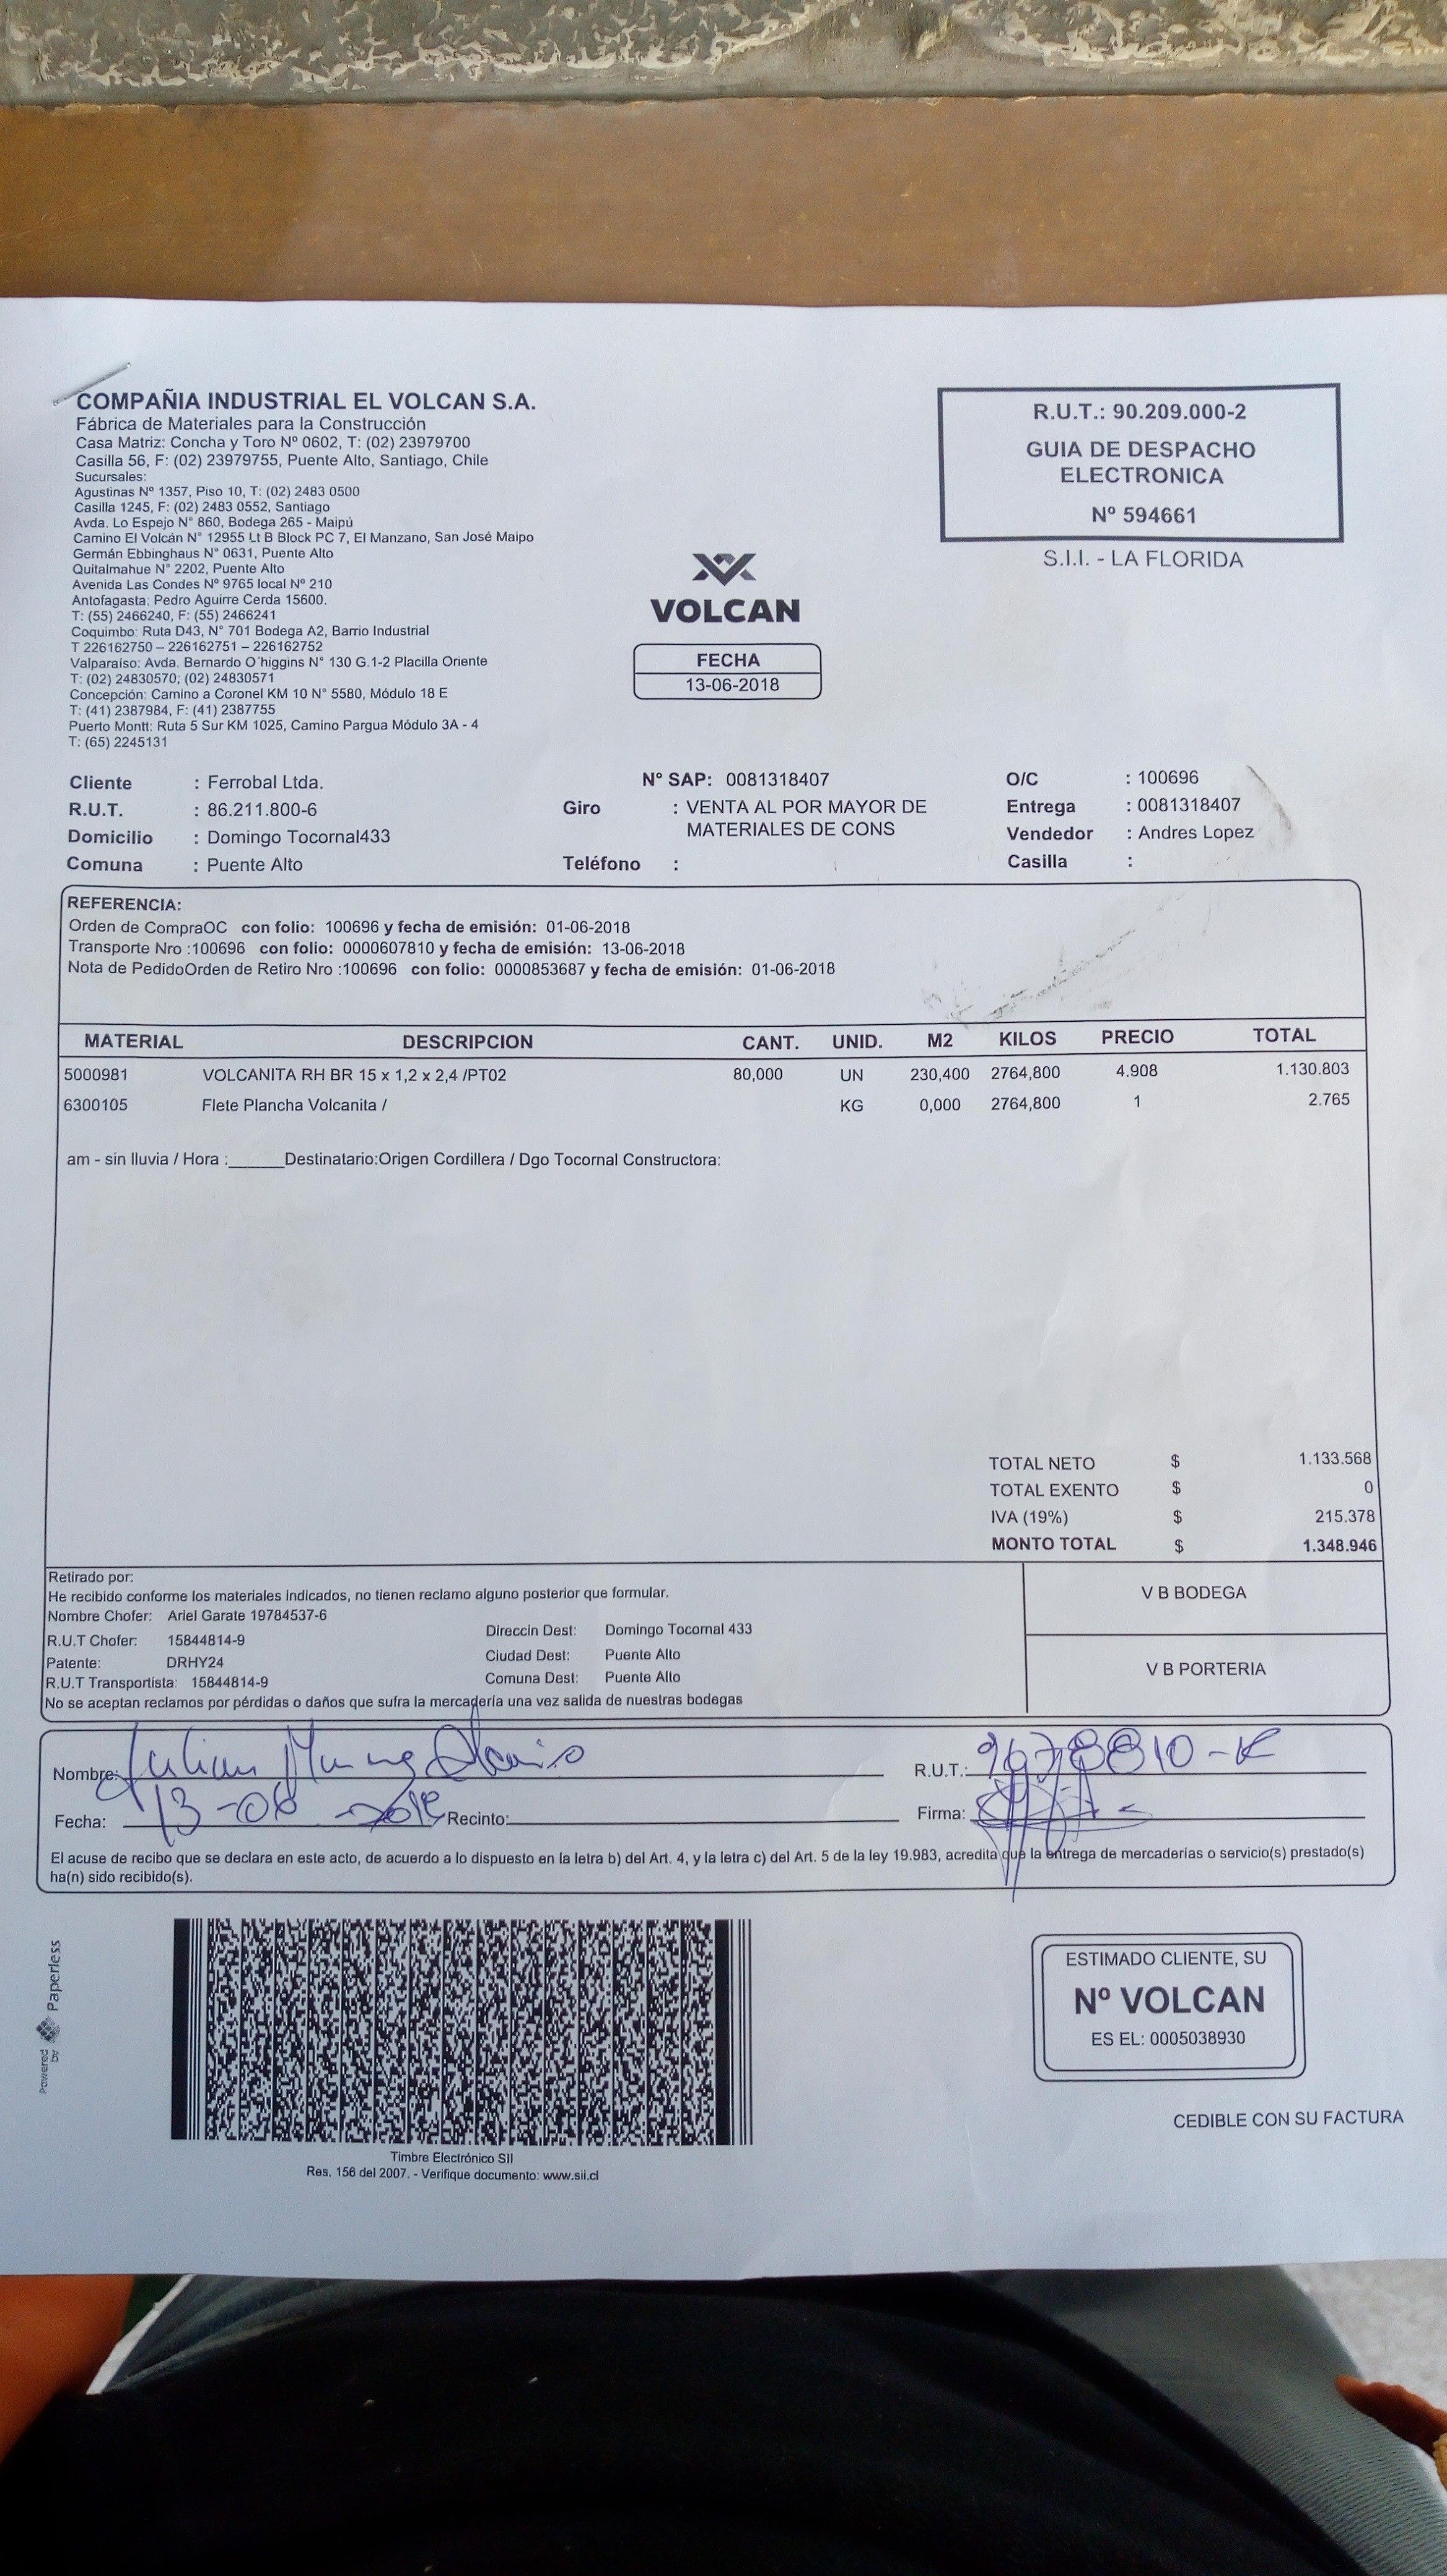 COMPAÑIA INDUSTRIAL EL VOLCAN S.A.
Fábrica de Materiales para la Construcción
Casa Matriz: Concha y Toro Nº 0602, T: (02) 23979700
Casilla 56, F: (02) 23979755, Puente Alto, Santiago, Chile
Sucursales:
Agustinas Nº 1357, Piso 10, T: (02) 2483 0500
Casilla 1245, F: (02) 2483 0552, Santiago
Avda. Lo Espejo N° 860, Bodega 265 - Maipú
Camino El Volcán N° 12955 Lt B Block PC 7, El Manzano, San José Maipo
Germán Ebbinghaus N° 0631, Puente Alto
Quitalmahue N° 2202, Puente Alto
Avenida Las Condes Nº 9765 local Nº 210
Antofagasta: Pedro Aguirre Cerda 15600.
T: (55) 2466240, F: (55) 2466241
Coquimbo: Ruta D43, N° 701 Bodega A2, Barrio Industrial
T 226162750 – 226162751 – 226162752
Valparaiso: Avda. Bernardo O´higgins N° 130 G.1-2 Placilla Oriente
T: (02) 24830570; (02) 24830571
Concepción: Camino a Coronel KM 10 N° 5580, Módulo 18 E
T: (41) 2387984, F: (41) 2387755
Puerto Montt: Ruta 5 Sur KM 1025, Camino Pargua Módulo 3A - 4
T: (65) 2245131
VOLCAN
FECHA
13-06-2018
R.U.T.: 90.209.000-2
GUIA DE DESPACHO
ELECTRONICA
Nº 594661
S.I.I. - LA FLORIDA
Cliente : Ferrobal Ltda.
R.U.T. : 86.211.800-6
Domicilio : Domingo Tocornal433
Comuna : Puente Alto
N° SAP: 0081318407
Giro : VENTA AL POR MAYOR DE
MATERIALES DE CONS
Teléfono :
O/C : 100696
Entrega : 0081318407
Vendedor : Andres Lopez
Casilla :
REFERENCIA:
Orden de CompraOC con folio: 100696 y fecha de emisión: 01-06-2018
Transporte Nro :100696 con folio: 0000607810 y fecha de emisión: 13-06-2018
Nota de PedidoOrden de Retiro Nro :100696 con folio: 0000853687 y fecha de emisión: 01-06-2018
MATERIAL DESCRIPCION CANT. UNID. M2 KILOS PRECIO TOTAL
5000981 VOLCANITA RH BR 15 x 1,2 x 2,4 /PT02 80,000 UN 230,400 2764,800 4.908 1.130.803
6300105 Flete Plancha Volcanita / KG 0,000 2764,800 1 2.765
am - sin lluvia / Hora :______Destinatario:Origen Cordillera / Dgo Tocornal Constructora:
TOTAL NETO $ 1.133.568
TOTAL EXENTO $ 0
IVA (19%) $ 215.378
MONTO TOTAL $ 1.348.946
Retirado por:
He recibido conforme los materiales indicados, no tienen reclamo alguno posterior que formular.
Nombre Chofer: Ariel Garate 19784537-6
R.U.T Chofer: 15844814-9
Patente: DRHY24
R.U.T Transportista: 15844814-9
Direccin Dest: Domingo Tocornal 433
Ciudad Dest: Puente Alto
Comuna Dest: Puente Alto
No se aceptan reclamos por pérdidas o daños que sufra la mercadería una vez salida de nuestras bodegas
V B BODEGA
V B PORTERIA
Nombre: Julian
R.U.T.: 9678810-K
Fecha: 13-06 Recinto:
Firma:
El acuse de recibo que se declara en este acto, de acuerdo a lo dispuesto en la letra b) del Art. 4, y la letra c) del Art. 5 de la ley 19.983, acredita que la entrega de mercaderías o servicio(s) prestado(s)
ha(n) sido recibido(s).
Powered by Paperless
Timbre Electrónico SII
Res. 156 del 2007. - Verifique documento: www.sii.cl
ESTIMADO CLIENTE, SU
Nº VOLCAN
ES EL: 0005038930
CEDIBLE CON SU FACTURA